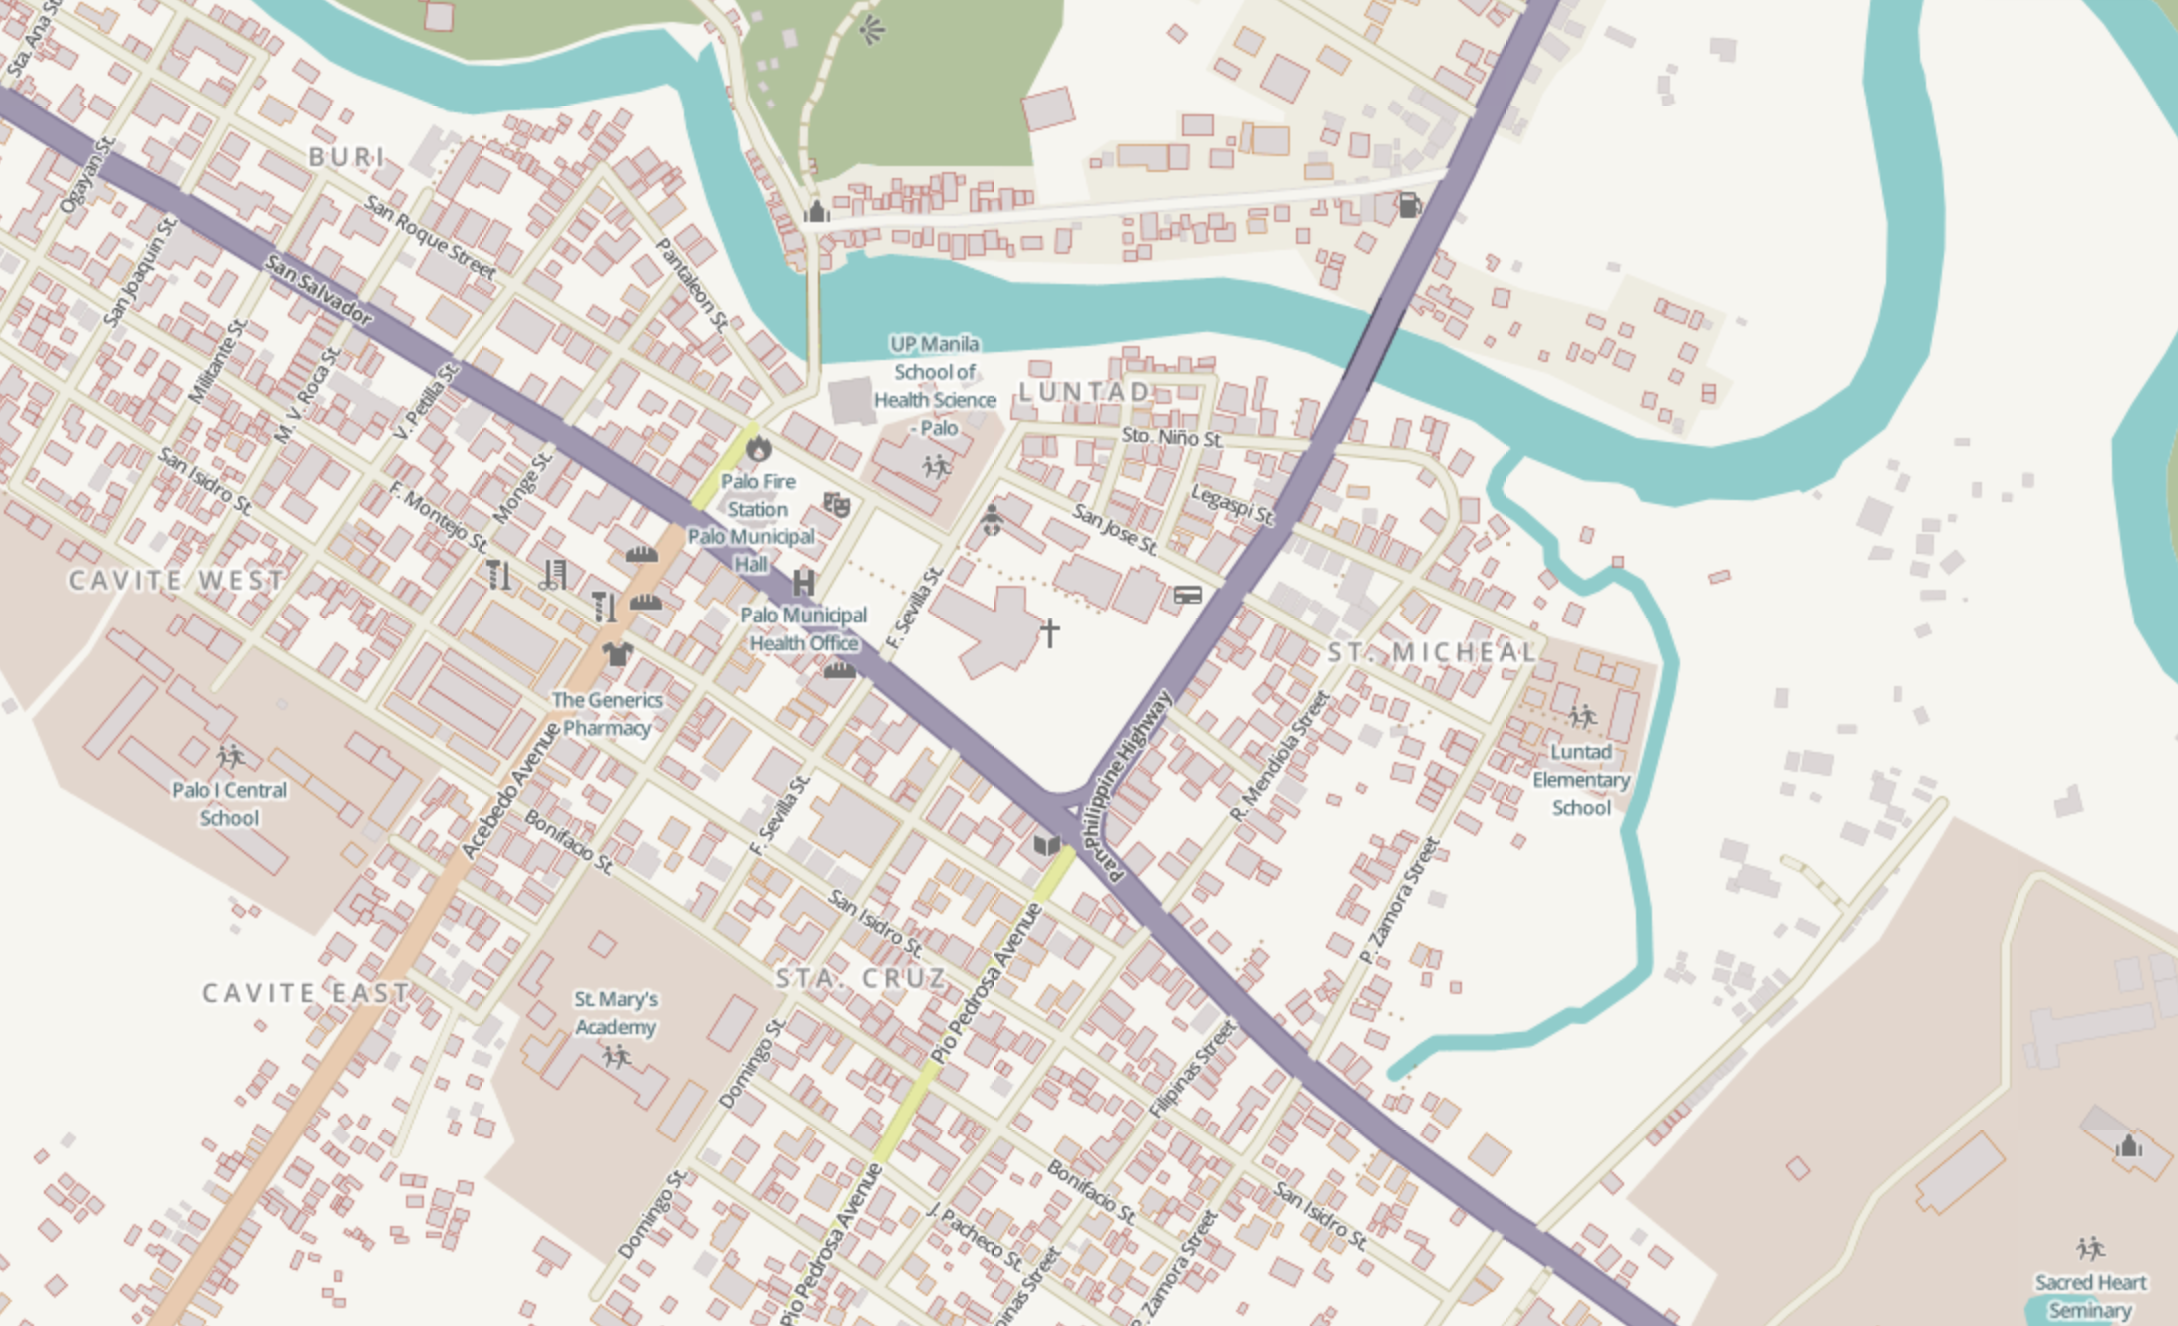 Sta. Ana St.
BURI
Ogayan St.
San Roque Street
San Joaquin St.
San Salvador
Pantaleon St.
Militante St.
M. V. Roca St.
V. Petilla St.
UP Manila
School of
Health Science
- Palo
LUNTAD
Sto. Niño St.
Legaspi St.
San Jose St.
San Isidro St.
F. Montejo St.
Monge St.
Palo Fire
Station
Palo Municipal
Hall
H
Palo Municipal
Health Office
F. Sevilla St.
CAVITE WEST
ST. MICHEAL
The Generics
Pharmacy
Pan-Philippine Highway
R. Mendiola Street
Luntad
Elementary
School
Palo I Central
School
Acebedo Avenue
Bonifacio St.
F. Sevilla St.
San Isidro St.
P. Zamora Street
CAVITE EAST
STA. CRUZ
Pio Pedrosa Avenue
St. Mary's
Academy
Domingo St.
Filipinas Street
Domingo St.
Pio Pedrosa Avenue
J. Pacheco St.
Bonifacio St.
San Isidro St.
pinas Street
P. Zamora Street
Sacred Heart
Seminary